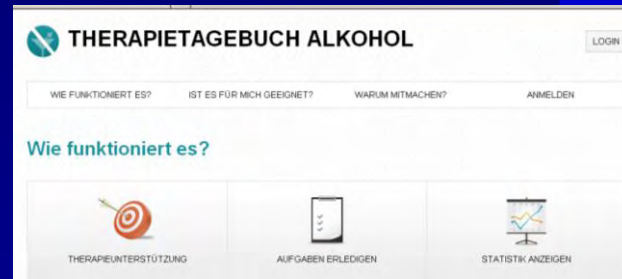 THERAPIETAGEBUCH ALKOHOL
LOGIN
WIE FUNKTIONIERT ES? IST ES FÜR MICH GEEIGNET? WARUM MITMACHEN? ANMELDEN
Wie funktioniert es?
THERAPIEUNTERSTÜTZUNG AUFGABEN ERLEDIGEN STATISTIK ANZEIGEN